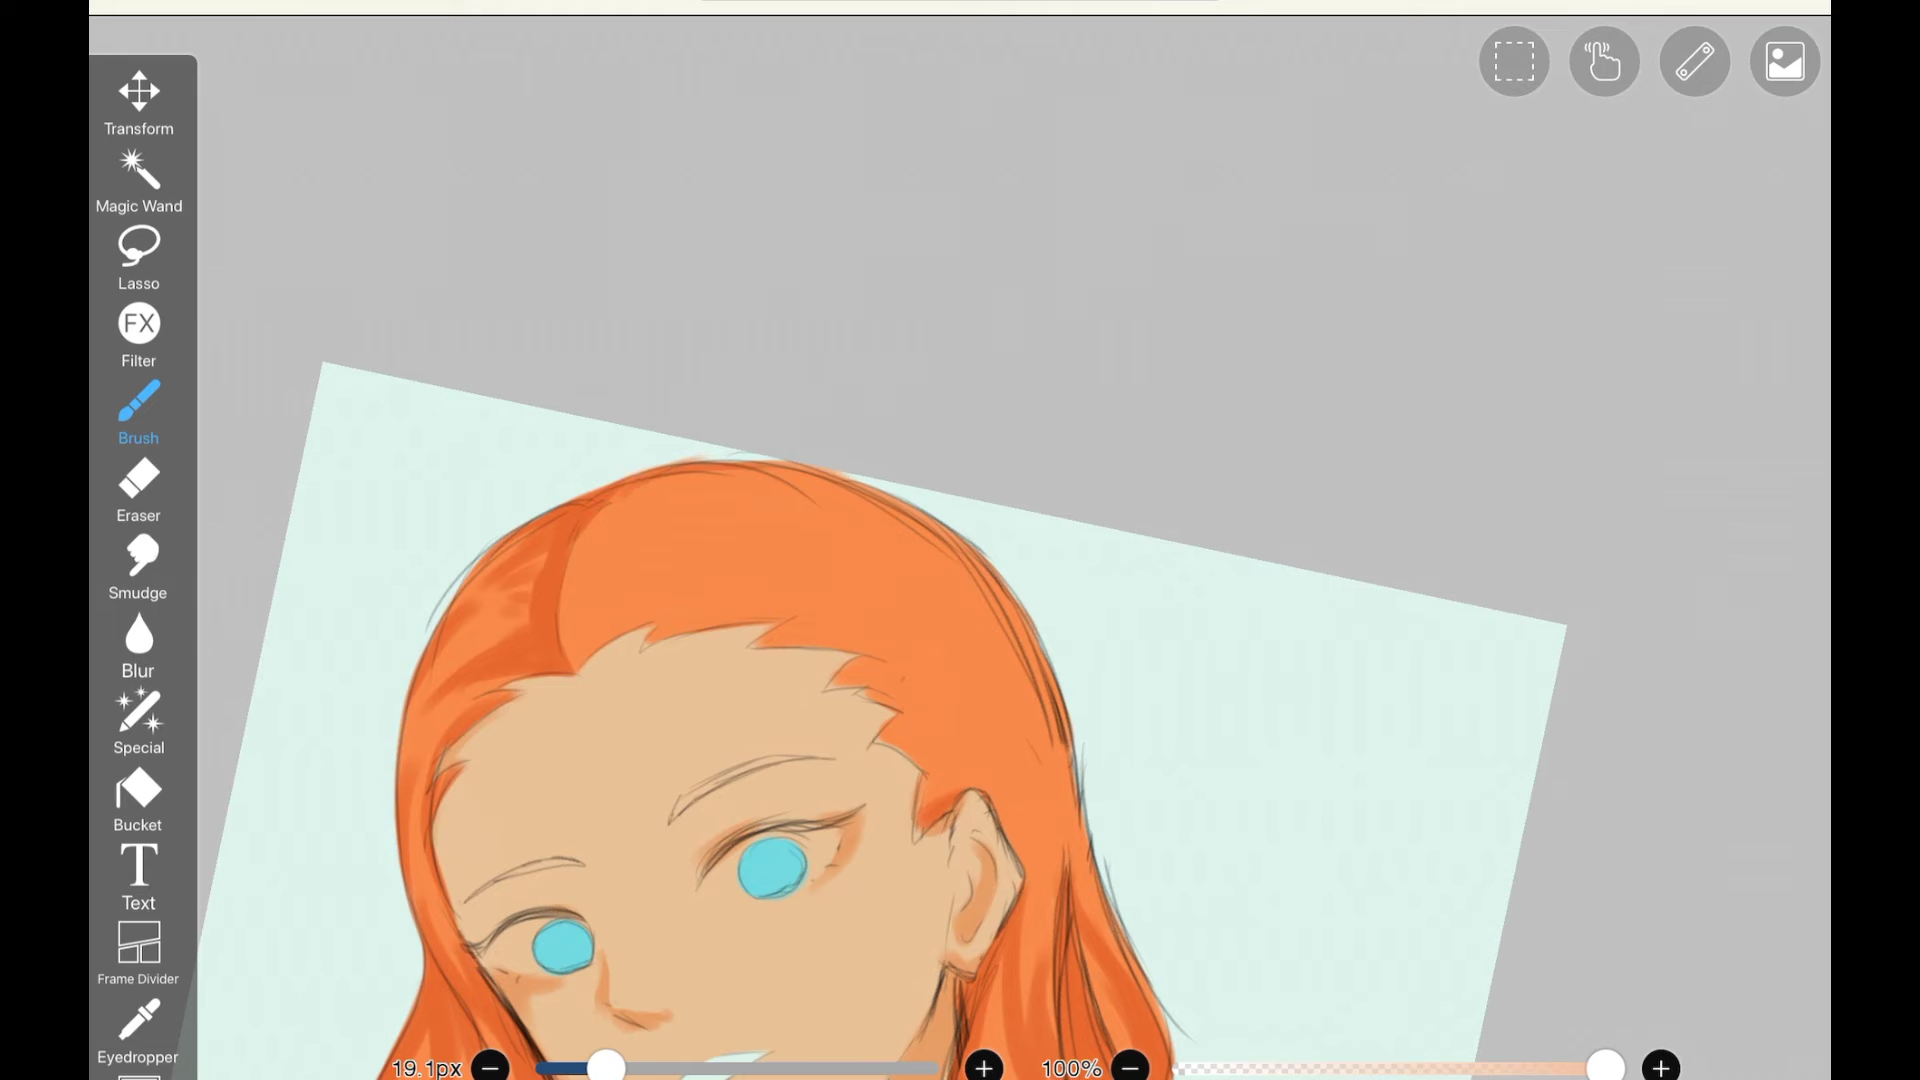 Transform
Magic Wand
Lasso
FX
Filter
Brush
Eraser
Smudge
Blur
Special
Bucket
T
Text
Frame Divider
Eyedropper
19.1px
100%